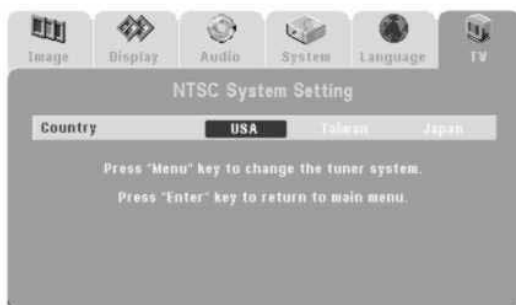 Image Display Audio System Language TV
NTSC System Setting
Country USA Taiwan Japan
Press "Menu" key to change the tuner system.
Press "Enter" key to return to main menu.